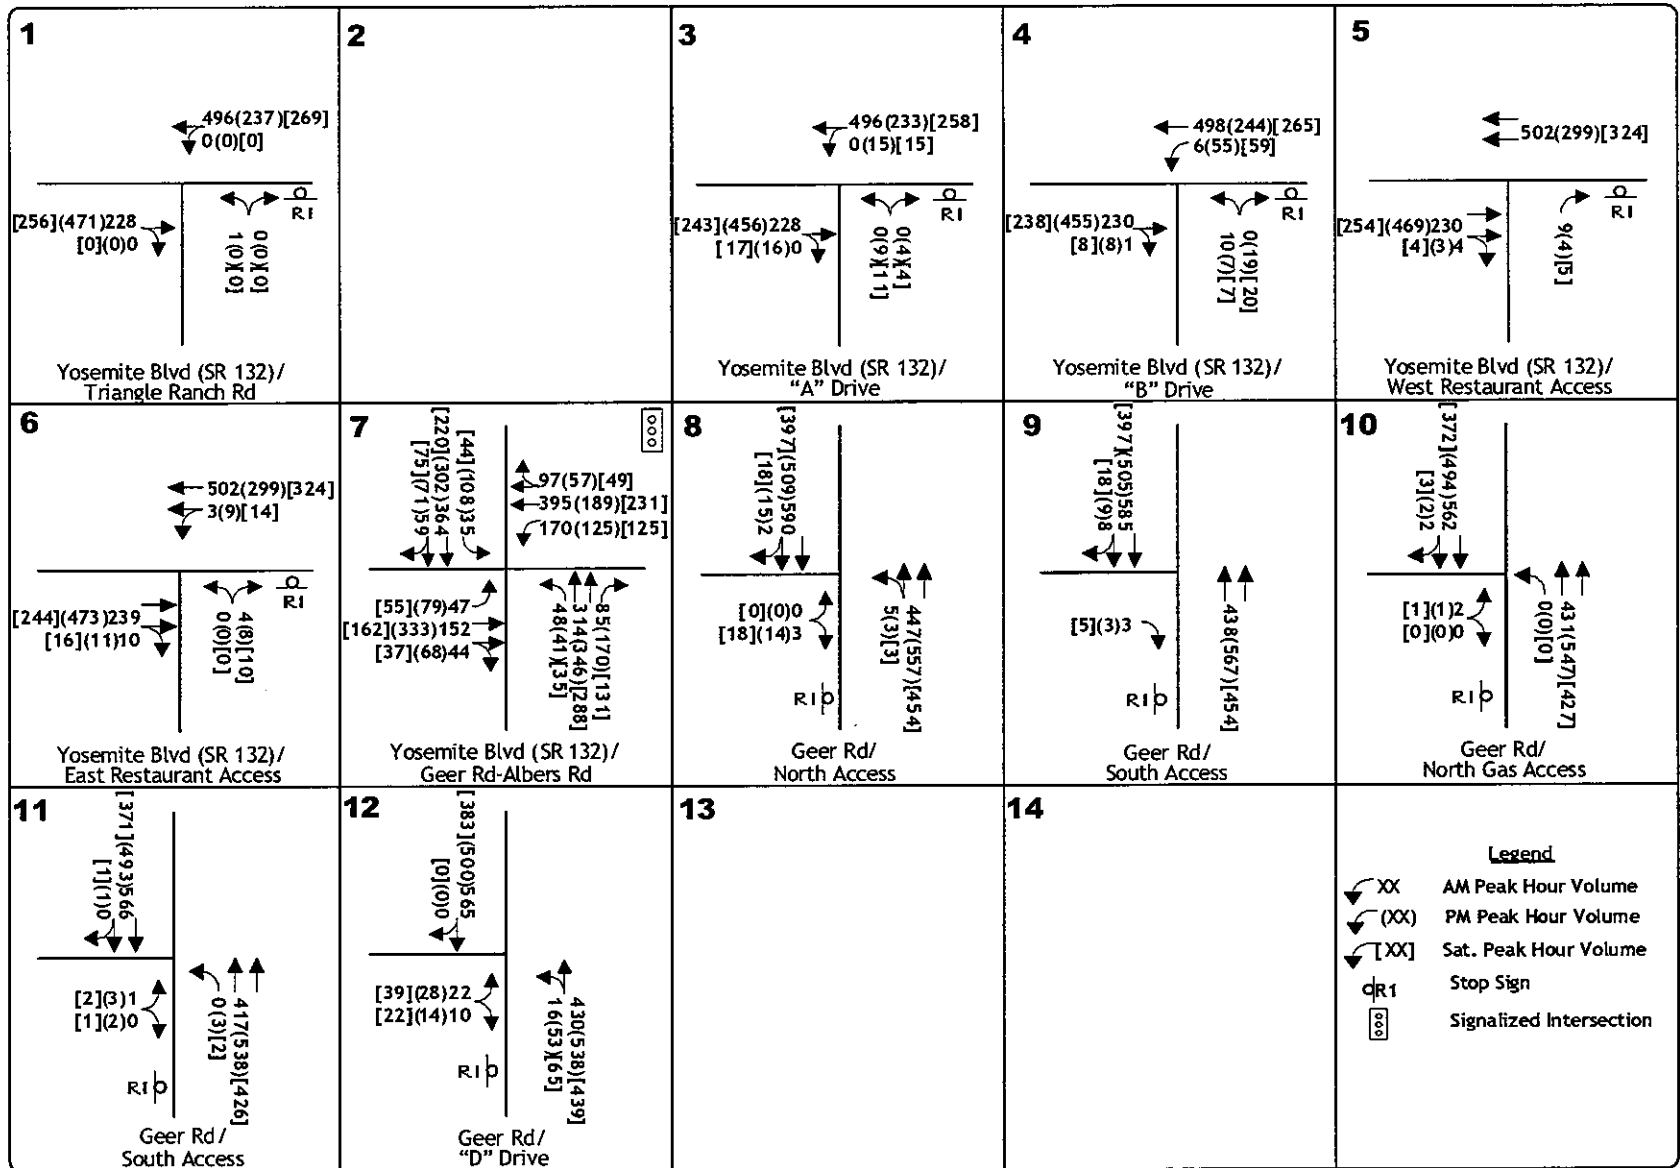 1
496(237)[269]
0(0)[0]
R1
[256](471)228
[0](0)0
0(0)[0]
1(0)[0]
Yosemite Blvd (SR 132)/
Triangle Ranch Rd
2
3
496(233)[258]
0(15)[15]
R1
[243](456)228
[17](16)0
0(4)[4]
0(9)[11]
Yosemite Blvd (SR 132)/
"A" Drive
4
498(244)[265]
6(55)[59]
R1
[238](455)230
[8](8)1
0(19)[20]
10(7)[7]
Yosemite Blvd (SR 132)/
"B" Drive
5
502(299)[324]
R1
[254](469)230
[4](3)4
9(4)[5]
Yosemite Blvd (SR 132)/
West Restaurant Access
6
502(299)[324]
3(9)[14]
R1
[244](473)239
[16](11)10
4(8)[10]
0(0)[0]
Yosemite Blvd (SR 132)/
East Restaurant Access
7
[44](108)35
[220](302)364
[75](71)59
97(57)[49]
395(189)[231]
170(125)[125]
[55](79)47
[162](333)152
[37](68)44
85(170)[131]
314(346)[288]
48(41)[35]
Yosemite Blvd (SR 132)/
Geer Rd-Albers Rd
8
[397](509)590
[18](15)2
[0](0)0
[18](14)3
R1
447(557)[454]
5(3)[3]
Geer Rd/
North Access
9
[397](505)585
[18](9)8
[5](3)3
R1
438(567)[454]
Geer Rd/
South Access
10
[372](494)562
[3](2)2
[1](1)2
[0](0)0
R1
431(547)[427]
0(0)[0]
Geer Rd/
North Gas Access
11
[371](493)566
[1](1)0
[2](3)1
[1](2)0
R1
417(538)[426]
0(3)[2]
Geer Rd/
South Access
12
[383](500)565
[0](0)0
[39](28)22
[22](14)10
R1
430(538)[439]
16(53)[65]
Geer Rd/
"D" Drive
13
14
Legend
XX AM Peak Hour Volume
(XX) PM Peak Hour Volume
[XX] Sat. Peak Hour Volume
R1 Stop Sign
Signalized Intersection